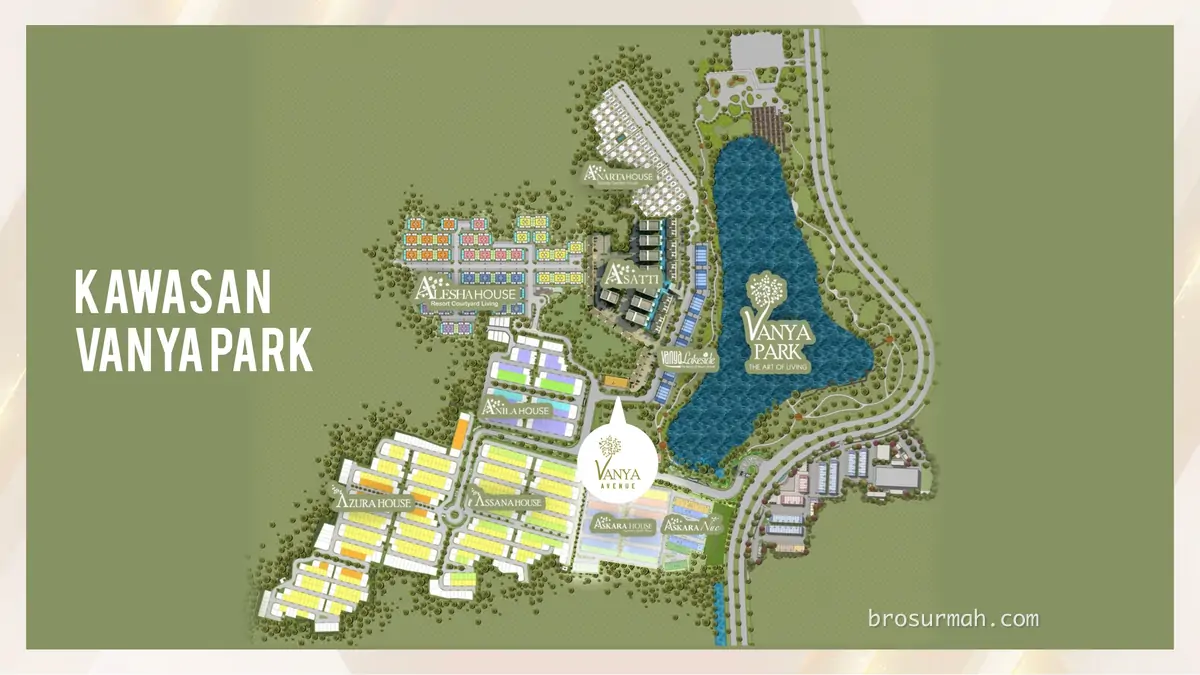 KAWASAN
VANYA PARK
ANARTA HOUSE
ALESHA HOUSE
Resort Courtyard Living
ASATTI
VANYA
PARK
THE ART OF LIVING
Vanya Lakeside
ANILA HOUSE
VANYA
AVENUE
AZURA HOUSE
ASSANA HOUSE
ASKARA HOUSE
ASKARA Nue
brosurmah.com